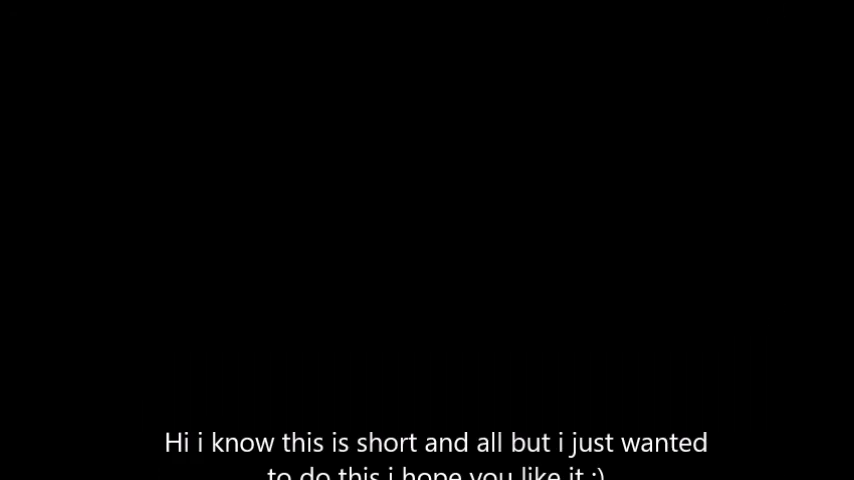 Hi i know this is short and all but i just wanted
to do this i hope you like it :)